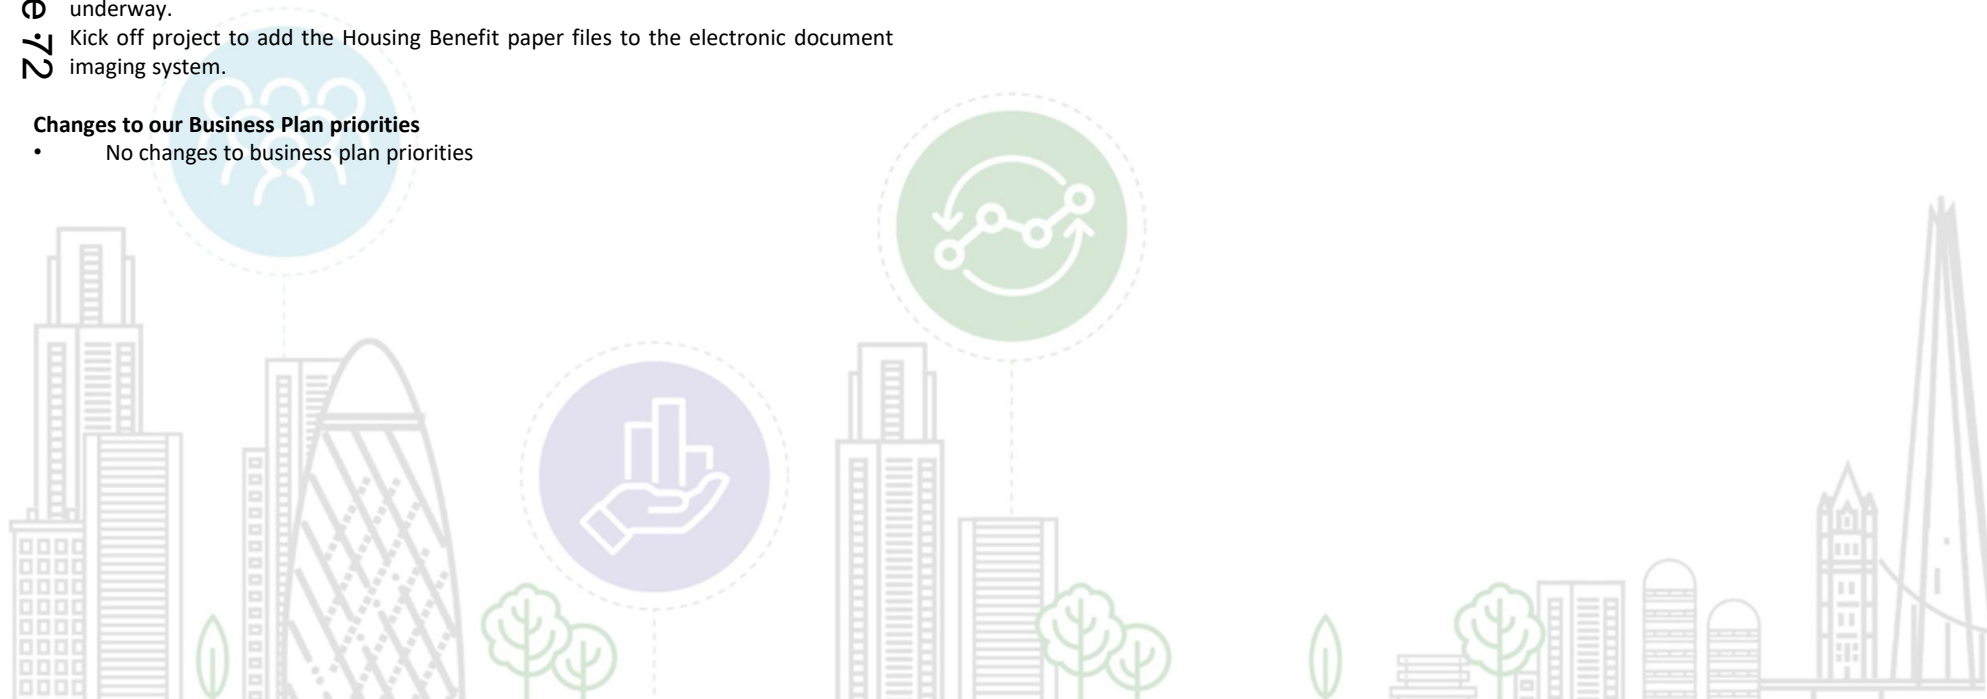 underway.
Kick off project to add the Housing Benefit paper files to the electronic document
imaging system.
Changes to our Business Plan priorities
• No changes to business plan priorities
e 72